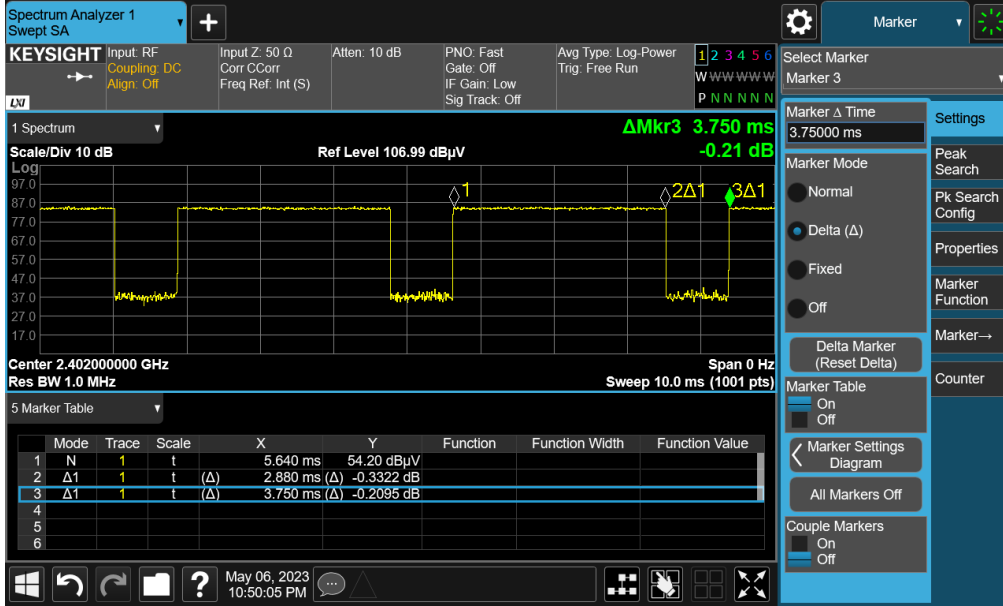 Spectrum Analyzer 1
Swept SA
Marker
KEYSIGHT
LXI
Input: RF
Coupling: DC
Align: Off
Input Z: 50 Ω
Corr CCorr
Freq Ref: Int (S)
Atten: 10 dB
PNO: Fast
Gate: Off
IF Gain: Low
Sig Track: Off
Avg Type: Log-Power
Trig: Free Run
1 2 3 4 5 6
W W W W W W
P N N N N N
1 Spectrum
ΔMkr3 3.750 ms
Scale/Div 10 dB
Ref Level 106.99 dBµV
-0.21 dB
Log
97.0
87.0
77.0
67.0
57.0
47.0
37.0
27.0
17.0
1
2Δ1
3Δ1
Center 2.402000000 GHz
Span 0 Hz
Res BW 1.0 MHz
Sweep 10.0 ms (1001 pts)
5 Marker Table
Mode Trace Scale X Y Function Function Width Function Value
1 N 1 t 5.640 ms 54.20 dBµV
2 Δ1 1 t (Δ) 2.880 ms (Δ) -0.3322 dB
3 Δ1 1 t (Δ) 3.750 ms (Δ) -0.2095 dB
4
5
6
?
May 06, 2023
10:50:05 PM
Select Marker
Marker 3
Marker Δ Time
3.75000 ms
Marker Mode
Normal
Delta (Δ)
Fixed
Off
Delta Marker
(Reset Delta)
Marker Table
On
Off
Marker Settings
Diagram
All Markers Off
Couple Markers
On
Off
Settings
Peak
Search
Pk Search
Config
Properties
Marker
Function
Marker→
Counter